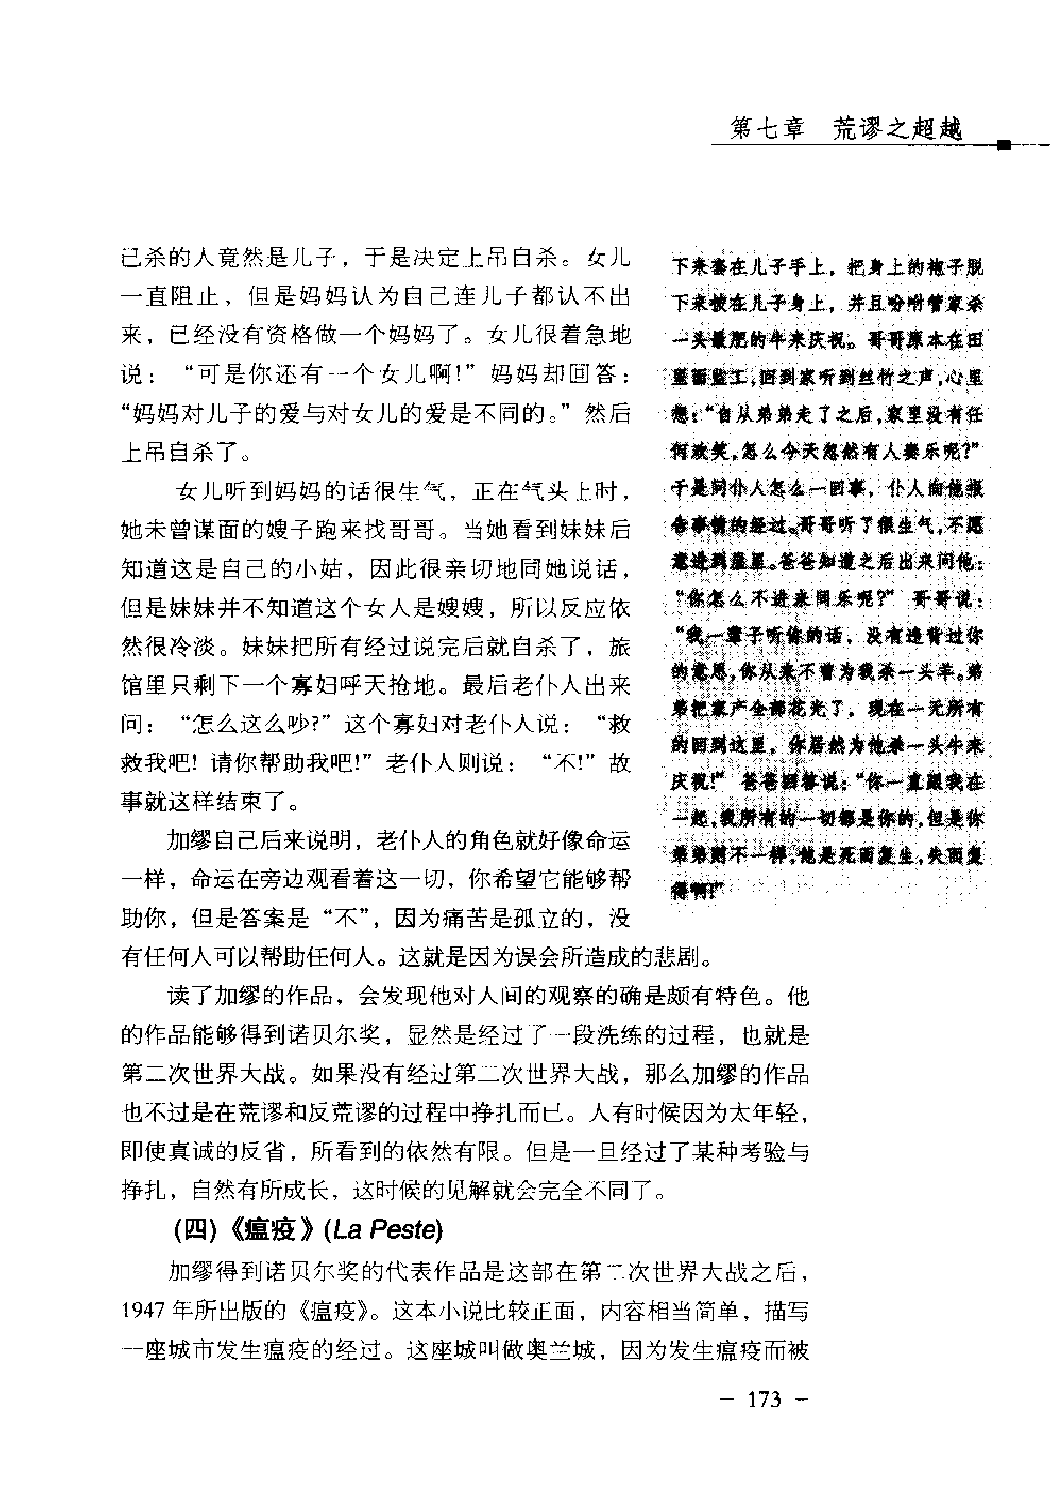 第七章 荒谬之超越
己杀的人竟然是儿子，于是决定上吊自杀。女儿
一直阻止，但是妈妈认为自己连儿子都认不出
来，已经没有资格做一个妈妈了。女儿很着急地
说：“可是你还有一个女儿啊!”妈妈却回答：
“妈妈对儿子的爱与对女儿的爱是不同的。”然后
上吊自杀了。
女儿听到妈妈的话很生气，正在气头上时，
她未曾谋面的嫂子跑来找哥哥。当她看到妹妹后
知道这是自己的小姑，因此很亲切地同她说话，
但是妹妹并不知道这个女人是嫂嫂，所以反应依
然很冷淡。妹妹把所有经过说完后就自杀了，旅
馆里只剩下一个寡妇呼天抢地。最后老仆人出来
问：“怎么这么吵?”这个寡妇对老仆人说：“救
救我吧! 请你帮助我吧!”老仆人则说：“不!”故
事就这样结束了。
加缪自己后来说明，老仆人的角色就好像命运
一样，命运在旁边观看着这一切，你希望它能够帮
助你，但是答案是“不”，因为痛苦是孤立的，没
有任何人可以帮助任何人。这就是因为误会所造成的悲剧。
读了加缪的作品，会发现他对人间的观察的确是颇有特色。他
的作品能够得到诺贝尔奖，显然是经过了一段洗练的过程，也就是
第二次世界大战。如果没有经过第二次世界大战，那么加缪的作品
也不过是在荒谬和反荒谬的过程中挣扎而已。人有时候因为太年轻，
即使真诚的反省，所看到的依然有限。但是一旦经过了某种考验与
挣扎，自然有所成长，这时候的见解就会完全不同了。
(四)《瘟疫》(La Peste)
加缪得到诺贝尔奖的代表作品是这部在第二次世界大战之后，
1947 年所出版的《瘟疫》。这本小说比较正面，内容相当简单，描写
一座城市发生瘟疫的经过。这座城叫做奥兰城，因为发生瘟疫而被
下来套在儿子手上，把身上的袍子脱
下来披在儿子身上，并且吩咐管家杀
一头最肥的牛来庆祝。哥哥原本在田
里面监工，回到家听到丝竹之声，心里
想：“自从弟弟走了之后，家里没有任
何欢笑，怎么今天忽然有人奏乐呢?”
于是问仆人怎么一回事，仆人向他报
告事情的经过。哥哥听了很生气，不愿
意进到屋里。爸爸知道之后出来问他：
“你怎么不进来同乐呢?”哥哥说：
“我一辈子听你的话，没有违背过你
的意思，你从来不曾为我杀一头羊。弟
弟把家产全部花光了，现在一无所有
的回到这里，你居然为他杀一头牛来
庆祝!”爸爸回答说：“你一直跟我在
一起，我所有的一切都是你的，但是你
弟弟则不一样，他是死而复生，失而复
得啊!”
－ 173 －